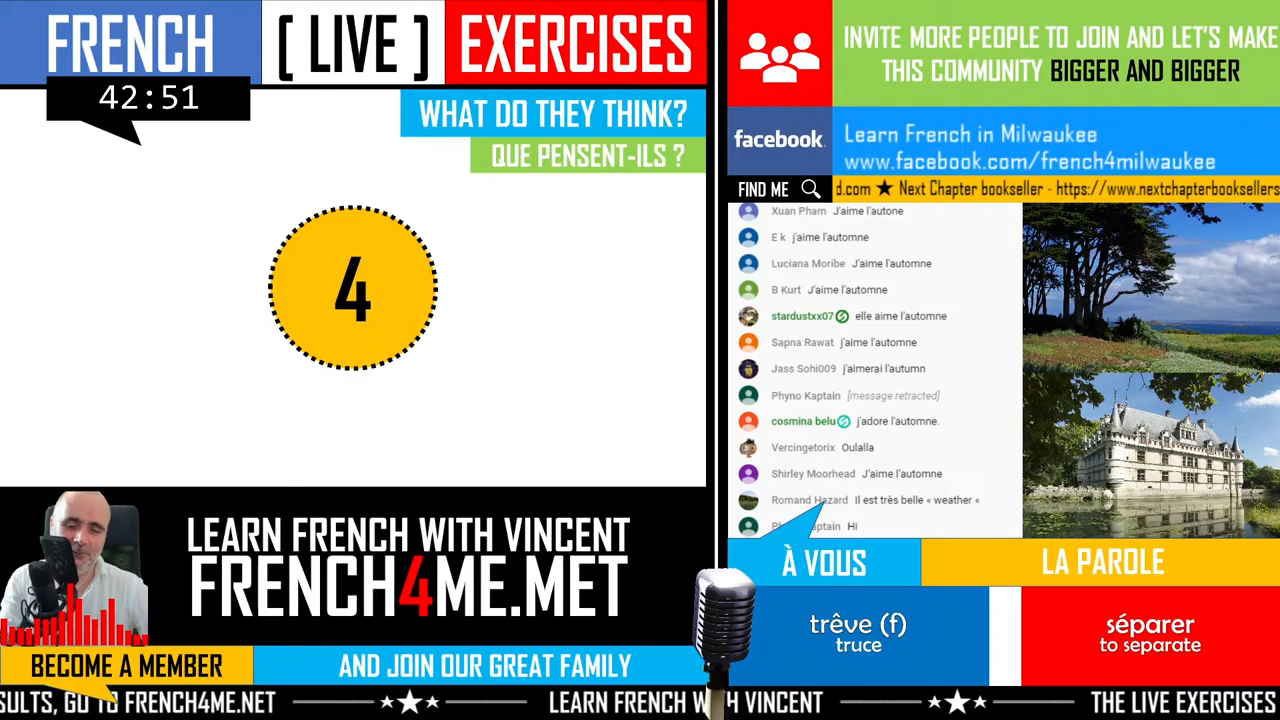 FRENCH
[ LIVE ]
EXERCISES
42:51
WHAT DO THEY THINK?
QUE PENSENT-ILS ?
4
LEARN FRENCH WITH VINCENT
FRENCH4ME.MET
BECOME A MEMBER
AND JOIN OUR GREAT FAMILY
INVITE MORE PEOPLE TO JOIN AND LET'S MAKE
THIS COMMUNITY BIGGER AND BIGGER
facebook.
Learn French in Milwaukee
www.facebook.com/french4milwaukee
FIND ME
d.com ★ Next Chapter bookseller - https://www.nextchapterbooksellers
Xuan Pham J'aime l'autone
E k j'aime l'automne
Luciana Moribe J'aime l'automne
B Kurt J'aime l'automne
stardustxx07 elle aime l'automne
Sapna Rawat j'aime l'automne
Jass Sohi009 j'aimerai l'autumn
Phyno Kaptain [message retracted]
cosmina belu j'adore l'automne.
Vercingetorix Oulalla
Shirley Moorhead J'aime l'automne
Romand Hazard Il est très belle « weather «
Hi
À VOUS
LA PAROLE
trêve (f)
truce
séparer
to separate
SULTS, GO TO FRENCH4ME.NET
LEARN FRENCH WITH VINCENT
THE LIVE EXERCISES